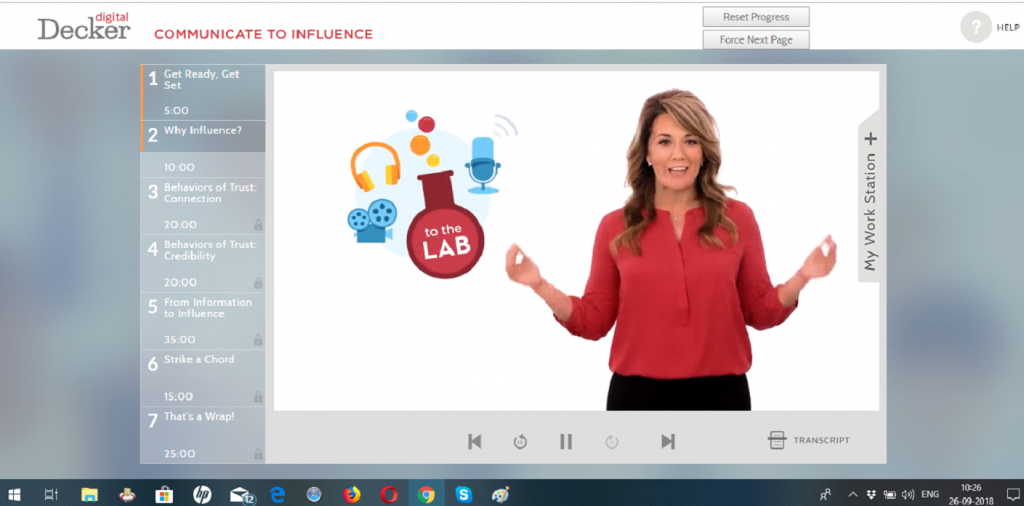 digital
Decker
COMMUNICATE TO INFLUENCE
Reset Progress
Force Next Page
?
HELP
1 Get Ready, Get
Set
5:00
2 Why Influence?
10:00
3 Behaviors of Trust:
Connection
20:00
4 Behaviors of Trust:
Credibility
20:00
5 From Information
to Influence
35:00
6 Strike a Chord
15:00
7 That's a Wrap!
25:00
to the
LAB
My Work Station +
TRANSCRIPT
hp
12
ENG
10:26
26-09-2018